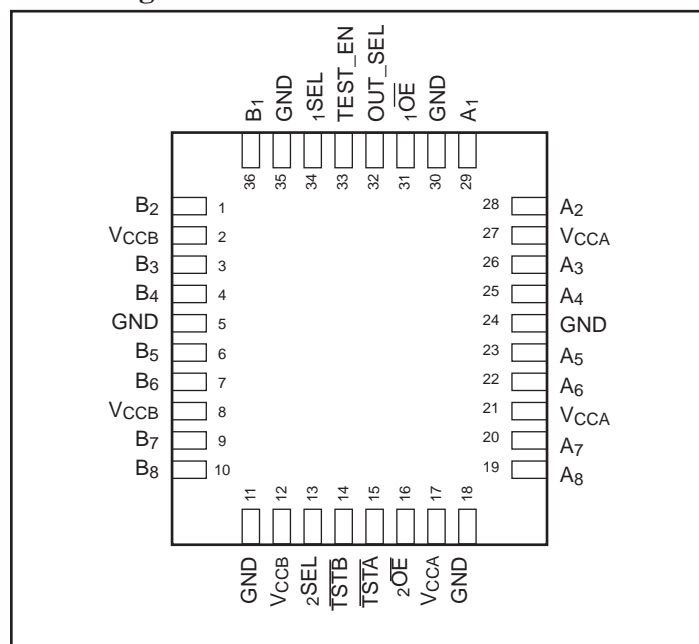 B1
GND
1SEL
TEST_EN
OUT_SEL
1OE
GND
A1
36
35
34
33
32
31
30
29
B2 1
VCCB 2
B3 3
B4 4
GND 5
B5 6
B6 7
VCCB 8
B7 9
B8 10
28 A2
27 VCCA
26 A3
25 A4
24 GND
23 A5
22 A6
21 VCCA
20 A7
19 A8
11
12
13
14
15
16
17
18
GND
VCCB
2SEL
TSTB
TSTA
2OE
VCCA
GND